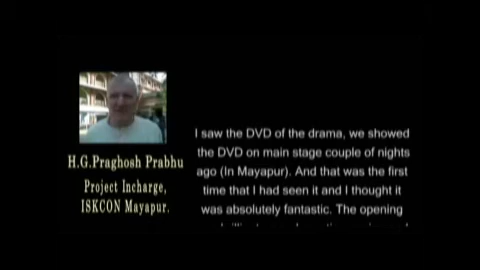 H.G.Praghosh Prabhu
Project Incharge,
ISKCON Mayapur.
I saw the DVD of the drama, we showed
the DVD on main stage couple of nights
ago (In Mayapur). And that was the first
time that I had seen it and I thought it
was absolutely fantastic. The opening